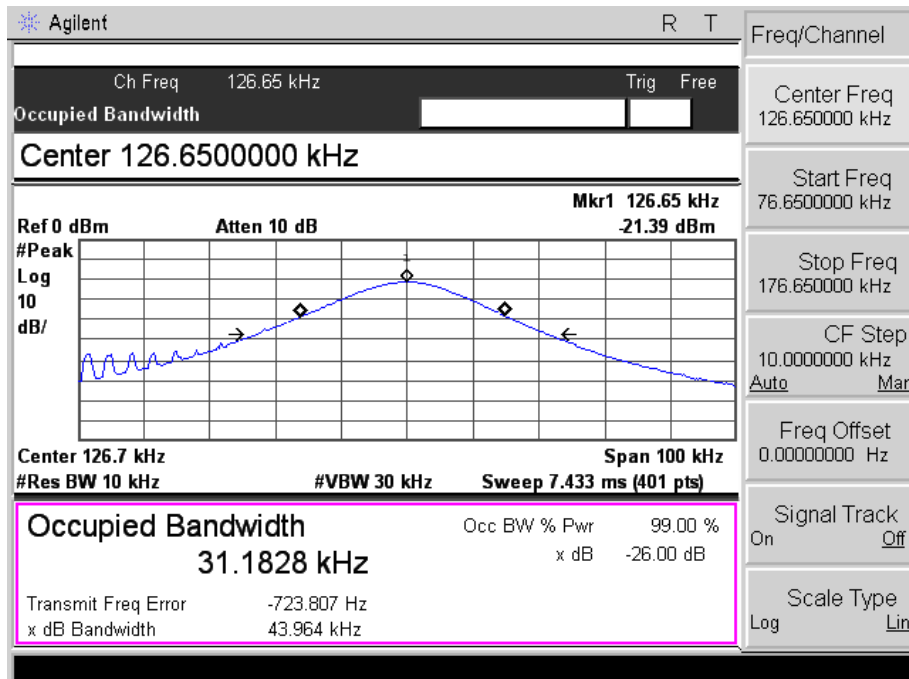 Agilent R T
Ch Freq 126.65 kHz Trig Free
Occupied Bandwidth
Center 126.6500000 kHz
Mkr1 126.65 kHz
Ref 0 dBm Atten 10 dB -21.39 dBm
#Peak
Log
10
dB/
1
Center 126.7 kHz Span 100 kHz
#Res BW 10 kHz #VBW 30 kHz Sweep 7.433 ms (401 pts)
Occupied Bandwidth
31.1828 kHz
Occ BW % Pwr 99.00 %
x dB -26.00 dB
Transmit Freq Error -723.807 Hz
x dB Bandwidth 43.964 kHz
Freq/Channel
Center Freq
126.650000 kHz
Start Freq
76.6500000 kHz
Stop Freq
176.650000 kHz
CF Step
10.0000000 kHz
Auto Man
Freq Offset
0.00000000 Hz
Signal Track
On Off
Scale Type
Log Lin